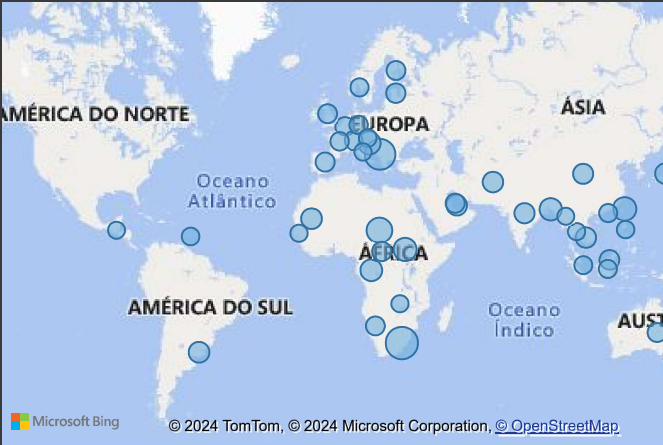 AMÉRICA DO NORTE
ÁSIA
EUROPA
Oceano
Atlântico
ÁFRICA
AMÉRICA DO SUL
Oceano
Índico
AUST
Microsoft Bing
© 2024 TomTom, © 2024 Microsoft Corporation, © OpenStreetMap